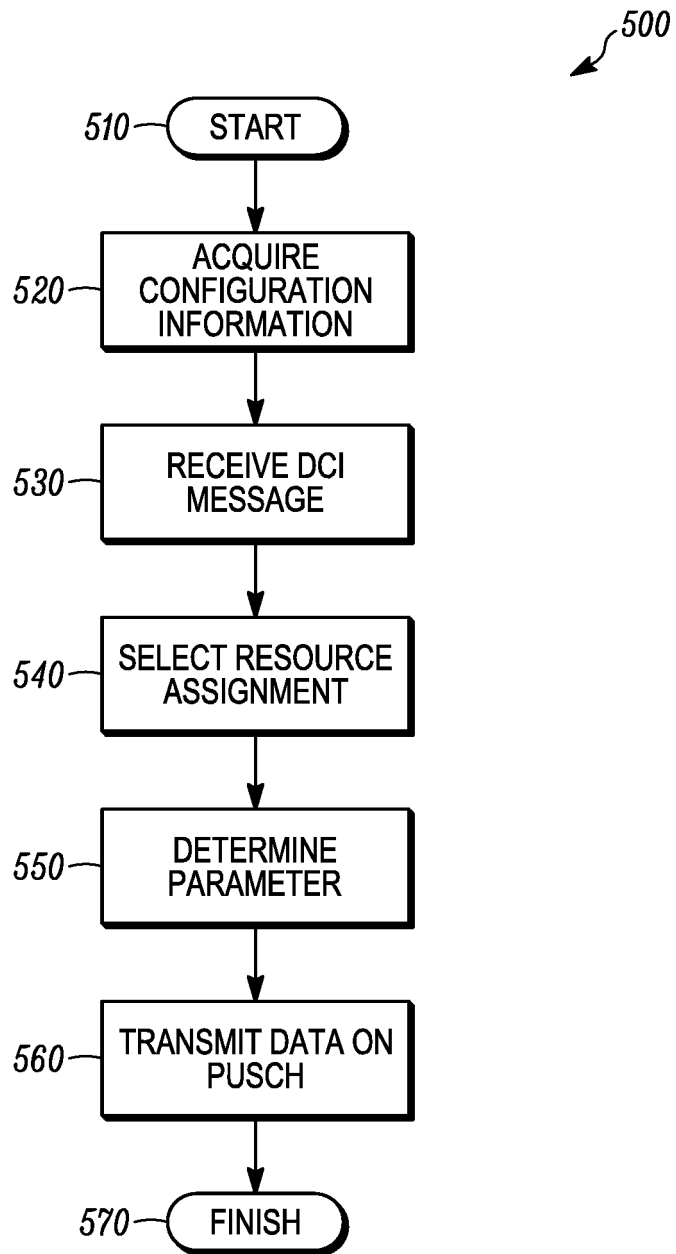 500
510
START
520
ACQUIRE
CONFIGURATION
INFORMATION
530
RECEIVE DCI
MESSAGE
540
SELECT RESOURCE
ASSIGNMENT
550
DETERMINE
PARAMETER
560
TRANSMIT DATA ON
PUSCH
570
FINISH